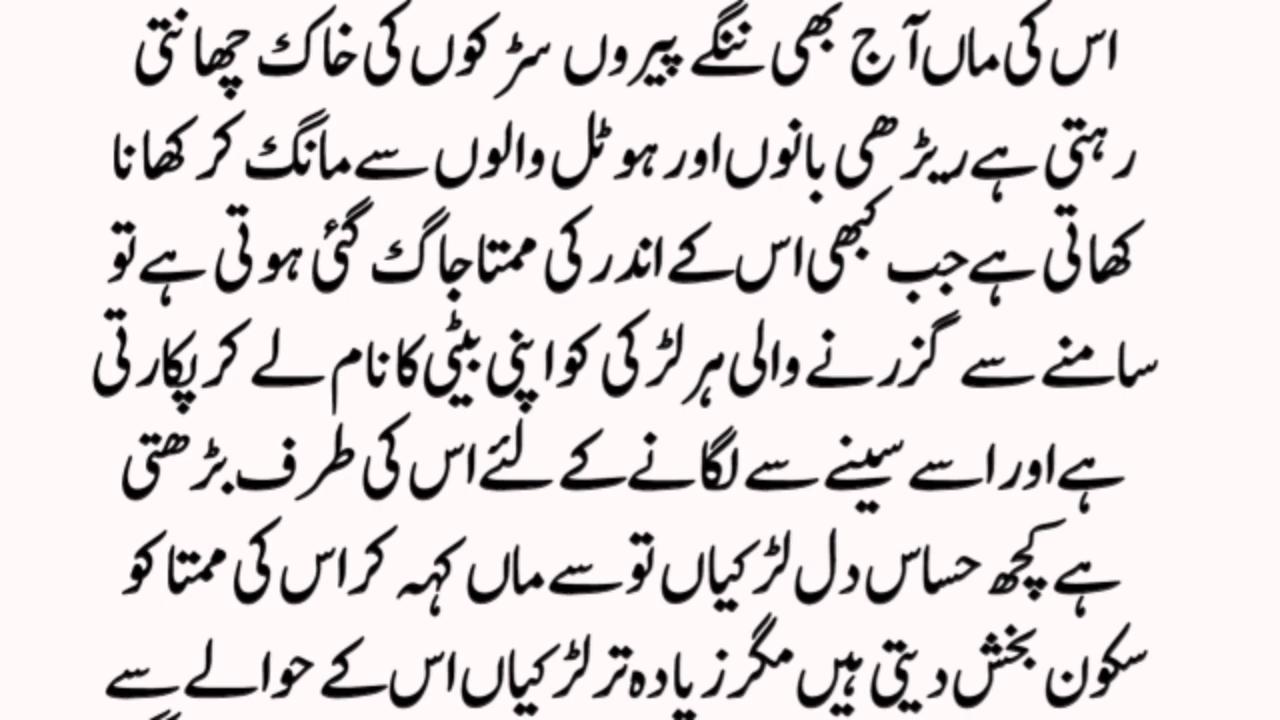 اس کی ماں آج بھی ننگے پیروں سڑکوں کی خاک چھانتی
رہتی ہے ریڑھی بانوں اور ہوٹل والوں سے مانگ کر کھانا
کھاتی ہے جب کبھی اس کے اندر کی ممتا جاگ گئی ہوتی ہے تو
سامنے سے گزرنے والی ہر لڑکی کو اپنی بیٹی کا نام لے کر پکارتی
ہے اور اسے سینے سے لگانے کے لئے اس کی طرف بڑھتی
ہے کچھ حساس دل لڑکیاں تو سے ماں کہہ کر اس کی ممتا کو
سکون بخش دیتی ہیں مگر زیادہ تر لڑکیاں اس کے حوالے سے